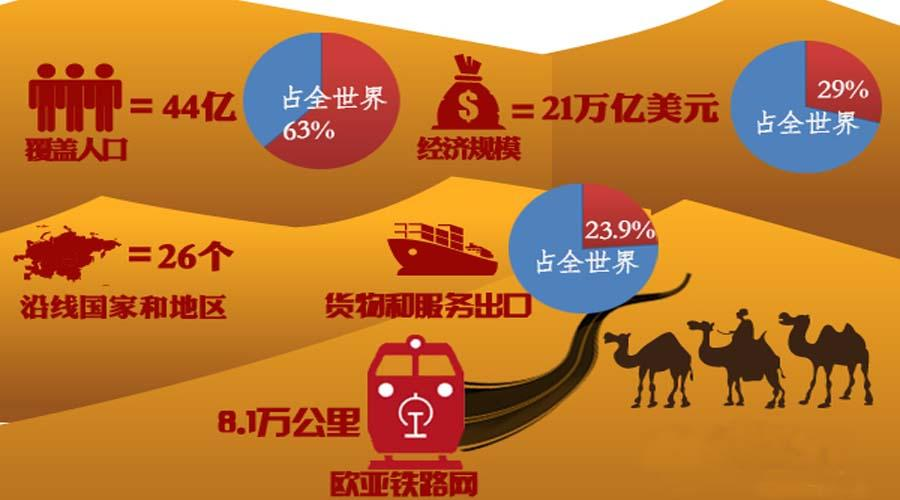 = 44亿
占全世界
63%
覆盖人口
= 21万亿美元
29%
占全世界
经济规模
= 26个
23.9%
占全世界
沿线国家和地区
货物和服务出口
8.1万公里
欧亚铁路网